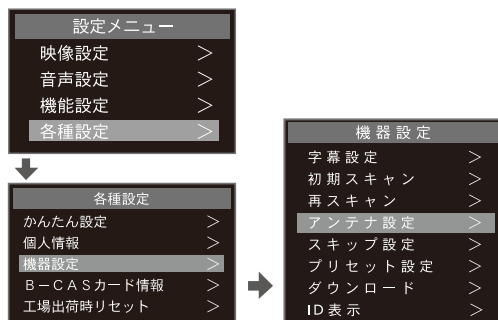 設定メニュー
映像設定 >
音声設定 >
機能設定 >
各種設定 >
各種設定
かんたん設定 >
個人情報 >
機器設定 >
B－CASカード情報 >
工場出荷時リセット >
機器設定
字幕設定 >
初期スキャン >
再スキャン >
アンテナ設定 >
スキップ設定 >
プリセット設定 >
ダウンロード >
ID表示 >